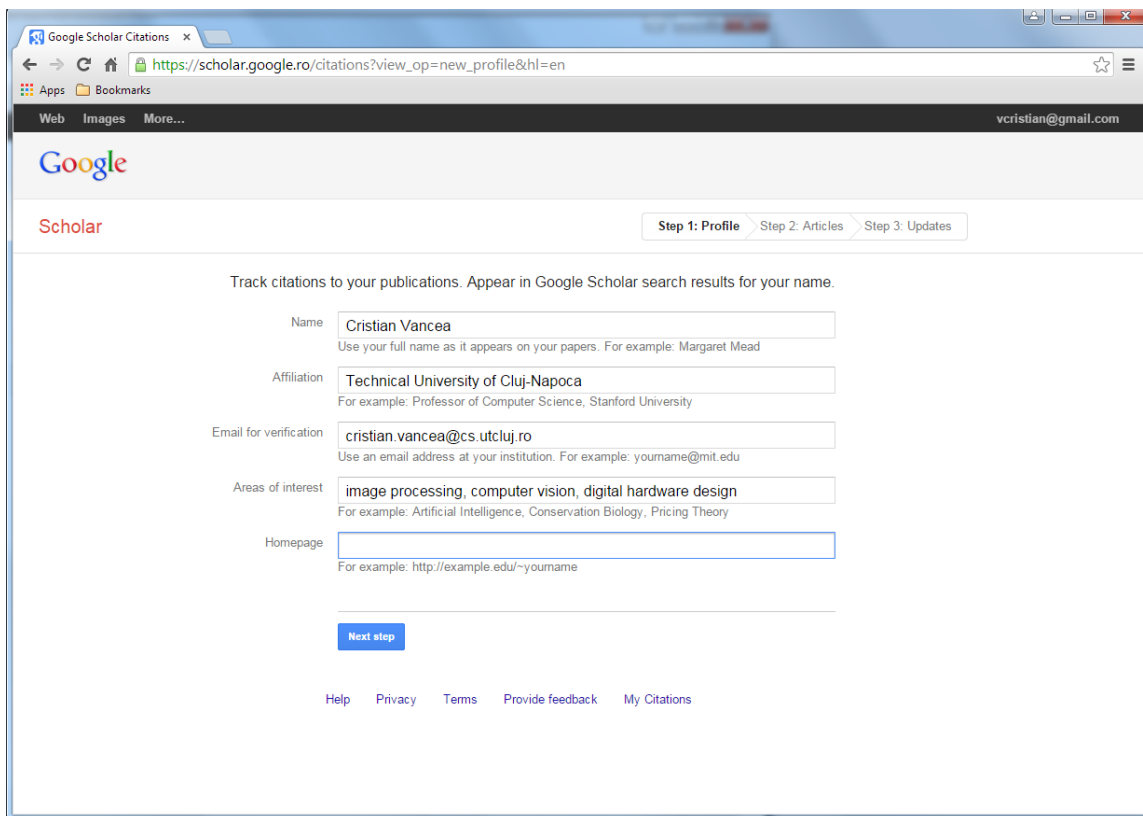 Google Scholar Citations
https://scholar.google.ro/citations?view_op=new_profile&hl=en
Apps Bookmarks
Web Images More... vcristian@gmail.com
Google
Scholar Step 1: Profile Step 2: Articles Step 3: Updates
Track citations to your publications. Appear in Google Scholar search results for your name.
Name Cristian Vancea
Use your full name as it appears on your papers. For example: Margaret Mead
Affiliation Technical University of Cluj-Napoca
For example: Professor of Computer Science, Stanford University
Email for verification cristian.vancea@cs.utcluj.ro
Use an email address at your institution. For example: yourname@mit.edu
Areas of interest image processing, computer vision, digital hardware design
For example: Artificial Intelligence, Conservation Biology, Pricing Theory
Homepage
For example: http://example.edu/~yourname
Next step
Help Privacy Terms Provide feedback My Citations